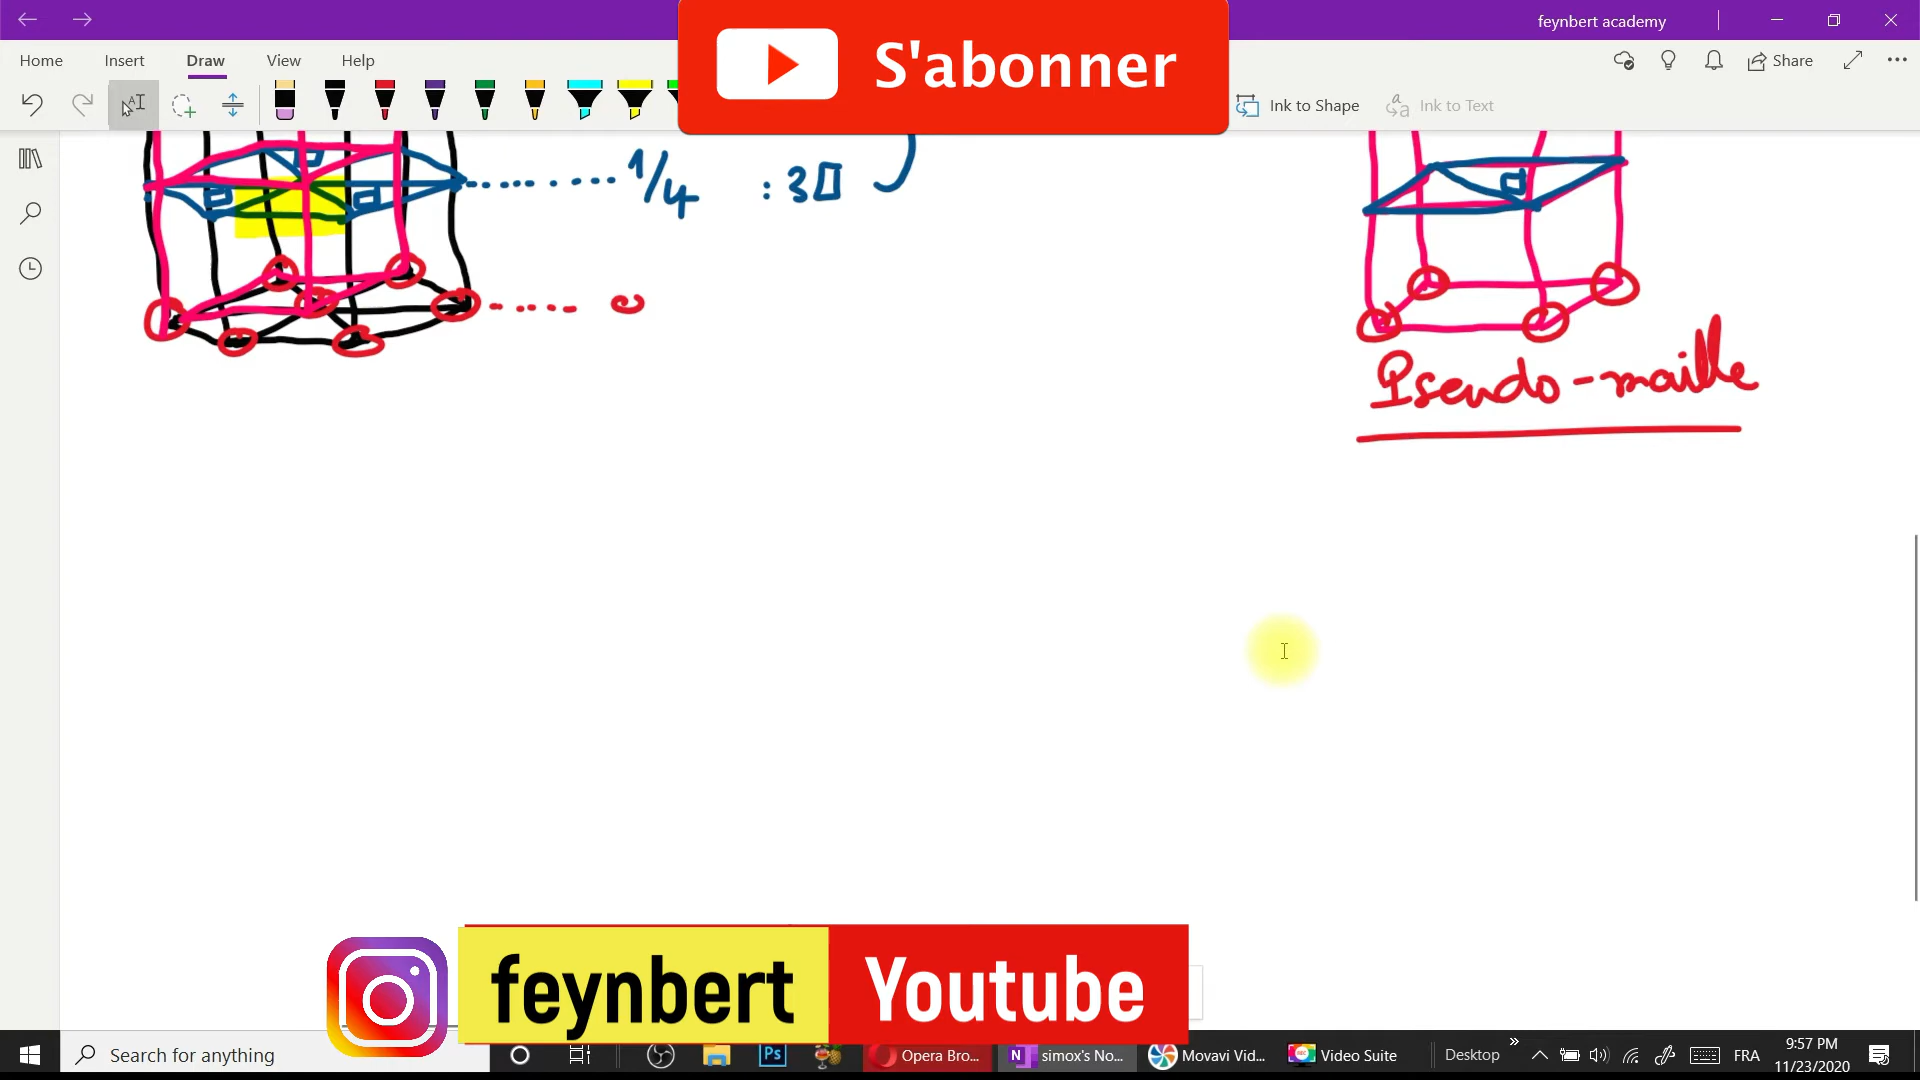 feynbert academy
S'abonner
Home Insert Draw View Help
Share
Ink to Shape Ink to Text
1/4 : 3
Pseudo-maille
feynbert Youtube
Search for anything
Ps
Opera Bro...
N simox's No...
Movavi Vid...
Video Suite
Desktop
FRA
9:57 PM
11/23/2020